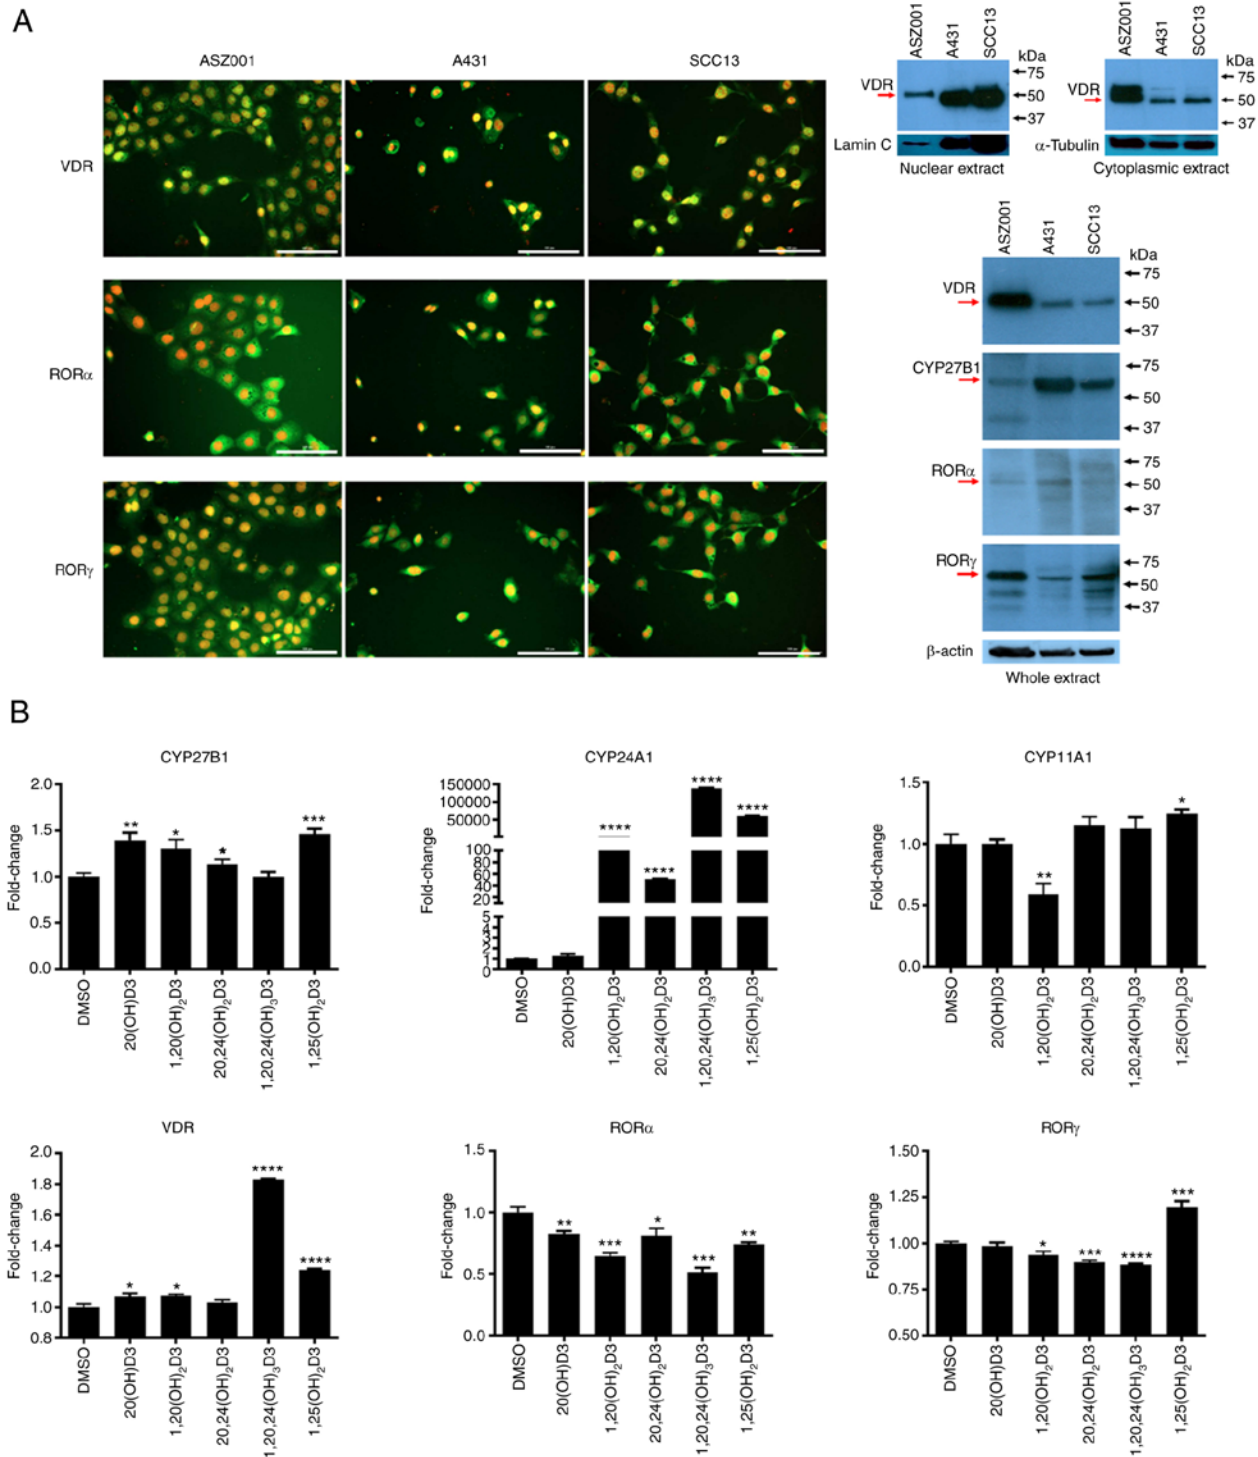 A
ASZ001 A431 SCC13
VDR
RORα
RORγ
ASZ001 A431 SCC13
kDa
VDR
75
50
37
Lamin C
Nuclear extract
ASZ001 A431 SCC13
kDa
VDR
75
50
37
α-Tubulin
Cytoplasmic extract
ASZ001 A431 SCC13
kDa
VDR
75
50
37
CYP27B1
75
50
37
RORα
75
50
37
RORγ
75
50
37
β-actin
Whole extract
B
CYP27B1
Fold-change
2.0
1.5
1.0
0.5
0.0
** * * ***
DMSO
20(OH)D3
1,20(OH)₂D3
20,24(OH)₂D3
1,20,24(OH)₃D3
1,25(OH)₂D3
CYP24A1
Fold-change
150000
100000
50000
100
80
60
40
20
5
4
3
2
1
0
**** **** **** ****
DMSO
20(OH)D3
1,20(OH)₂D3
20,24(OH)₂D3
1,20,24(OH)₃D3
1,25(OH)₂D3
CYP11A1
Fold-change
1.5
1.0
0.5
0.0
** *
DMSO
20(OH)D3
1,20(OH)₂D3
20,24(OH)₂D3
1,20,24(OH)₃D3
1,25(OH)₂D3
VDR
Fold-change
2.0
1.8
1.6
1.4
1.2
1.0
0.8
* * **** ****
DMSO
20(OH)D3
1,20(OH)₂D3
20,24(OH)₂D3
1,20,24(OH)₃D3
1,25(OH)₂D3
RORα
Fold-change
1.5
1.0
0.5
0.0
** *** * *** **
DMSO
20(OH)D3
1,20(OH)₂D3
20,24(OH)₂D3
1,20,24(OH)₃D3
1,25(OH)₂D3
RORγ
Fold-change
1.50
1.25
1.00
0.75
0.50
* *** **** ***
DMSO
20(OH)D3
1,20(OH)₂D3
20,24(OH)₂D3
1,20,24(OH)₃D3
1,25(OH)₂D3